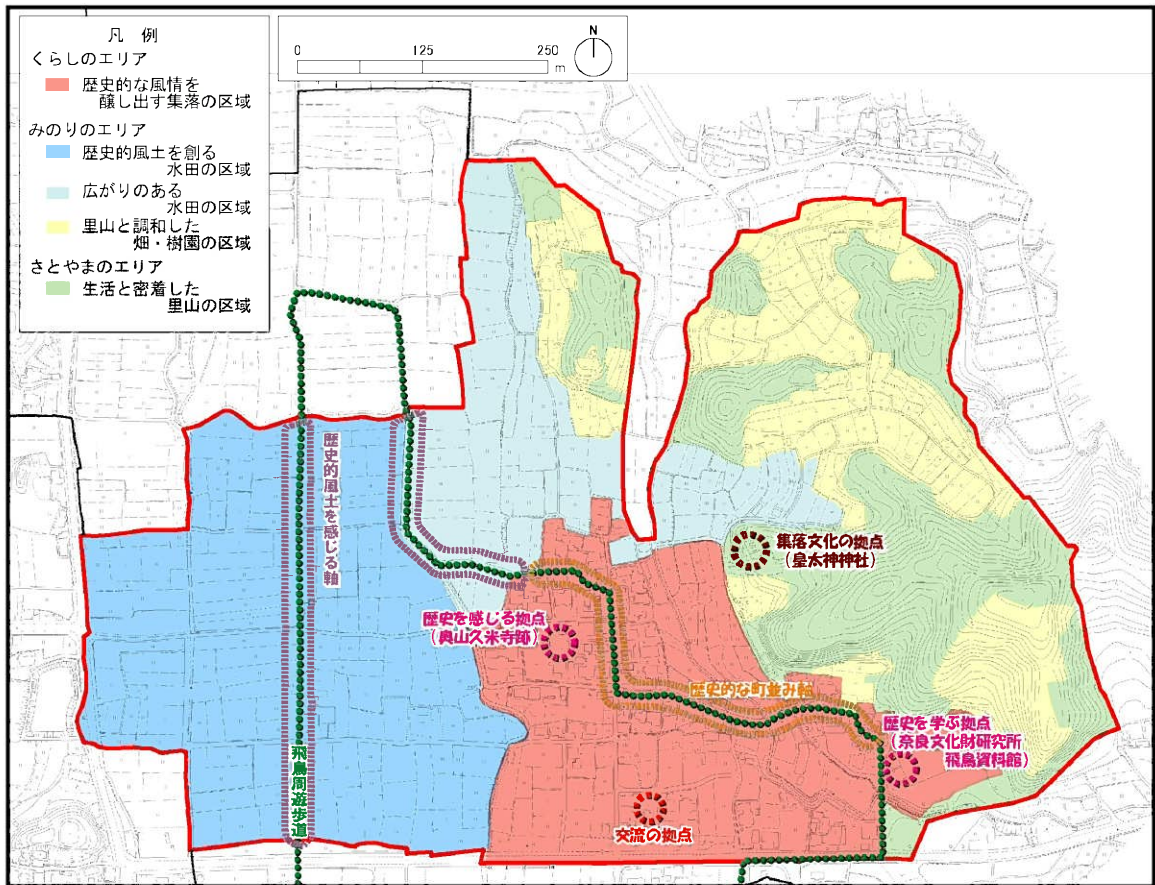 凡 例
くらしのエリア
歴史的な風情を
醸し出す集落の区域
みのりのエリア
歴史的風土を創る
水田の区域
広がりのある
水田の区域
里山と調和した
畑・樹園の区域
さとやまのエリア
生活と密着した
里山の区域
0 125 250 m
N
歴史的風土を感じる軸
集落文化の拠点
(皇太神神社)
歴史を感じる拠点
(奥山久米寺跡)
歴史的な町並み軸
歴史を学ぶ拠点
(奈良文化財研究所
飛鳥資料館)
飛鳥周遊歩道
交流の拠点